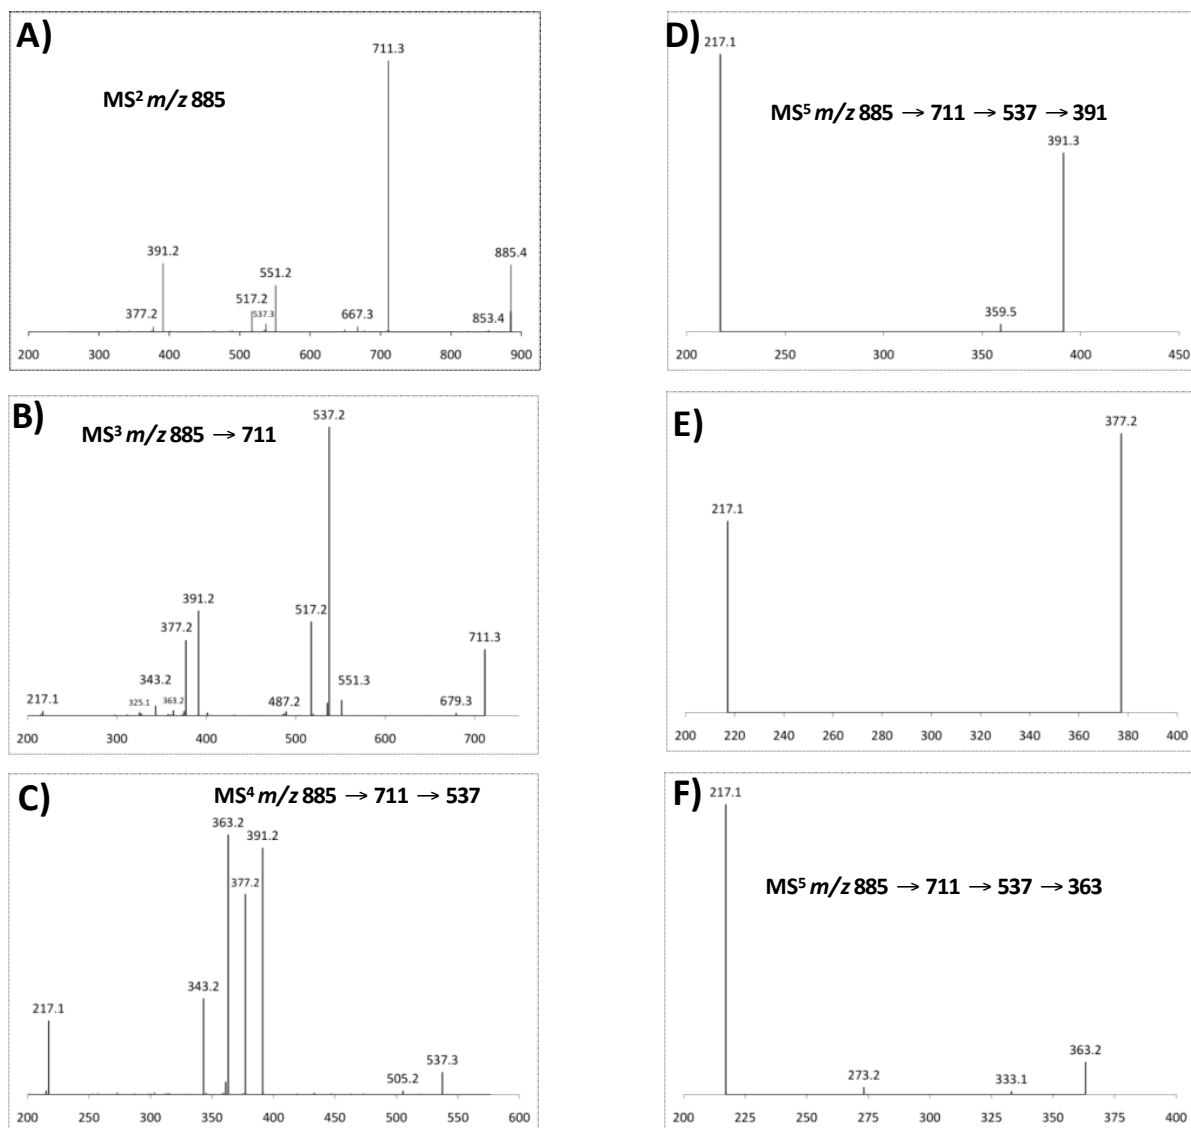 A)
MS² m/z 885
711.3
391.2
551.2
885.4
517.2
537.3
377.2
667.3
853.4
200 300 400 500 600 700 800 900
B)
MS³ m/z 885 → 711
537.2
391.2
517.2
377.2
711.3
343.2
551.3
217.1
325.1
363.2
487.2
679.3
200 300 400 500 600 700
C)
MS⁴ m/z 885 → 711 → 537
363.2
391.2
377.2
343.2
217.1
537.3
505.2
200 250 300 350 400 450 500 550 600
D)
217.1
MS⁵ m/z 885 → 711 → 537 → 391
391.3
359.5
200 250 300 350 400 450
E)
377.2
217.1
200 220 240 260 280 300 320 340 360 380 400
F)
217.1
MS⁵ m/z 885 → 711 → 537 → 363
363.2
273.2
333.1
200 225 250 275 300 325 350 375 400